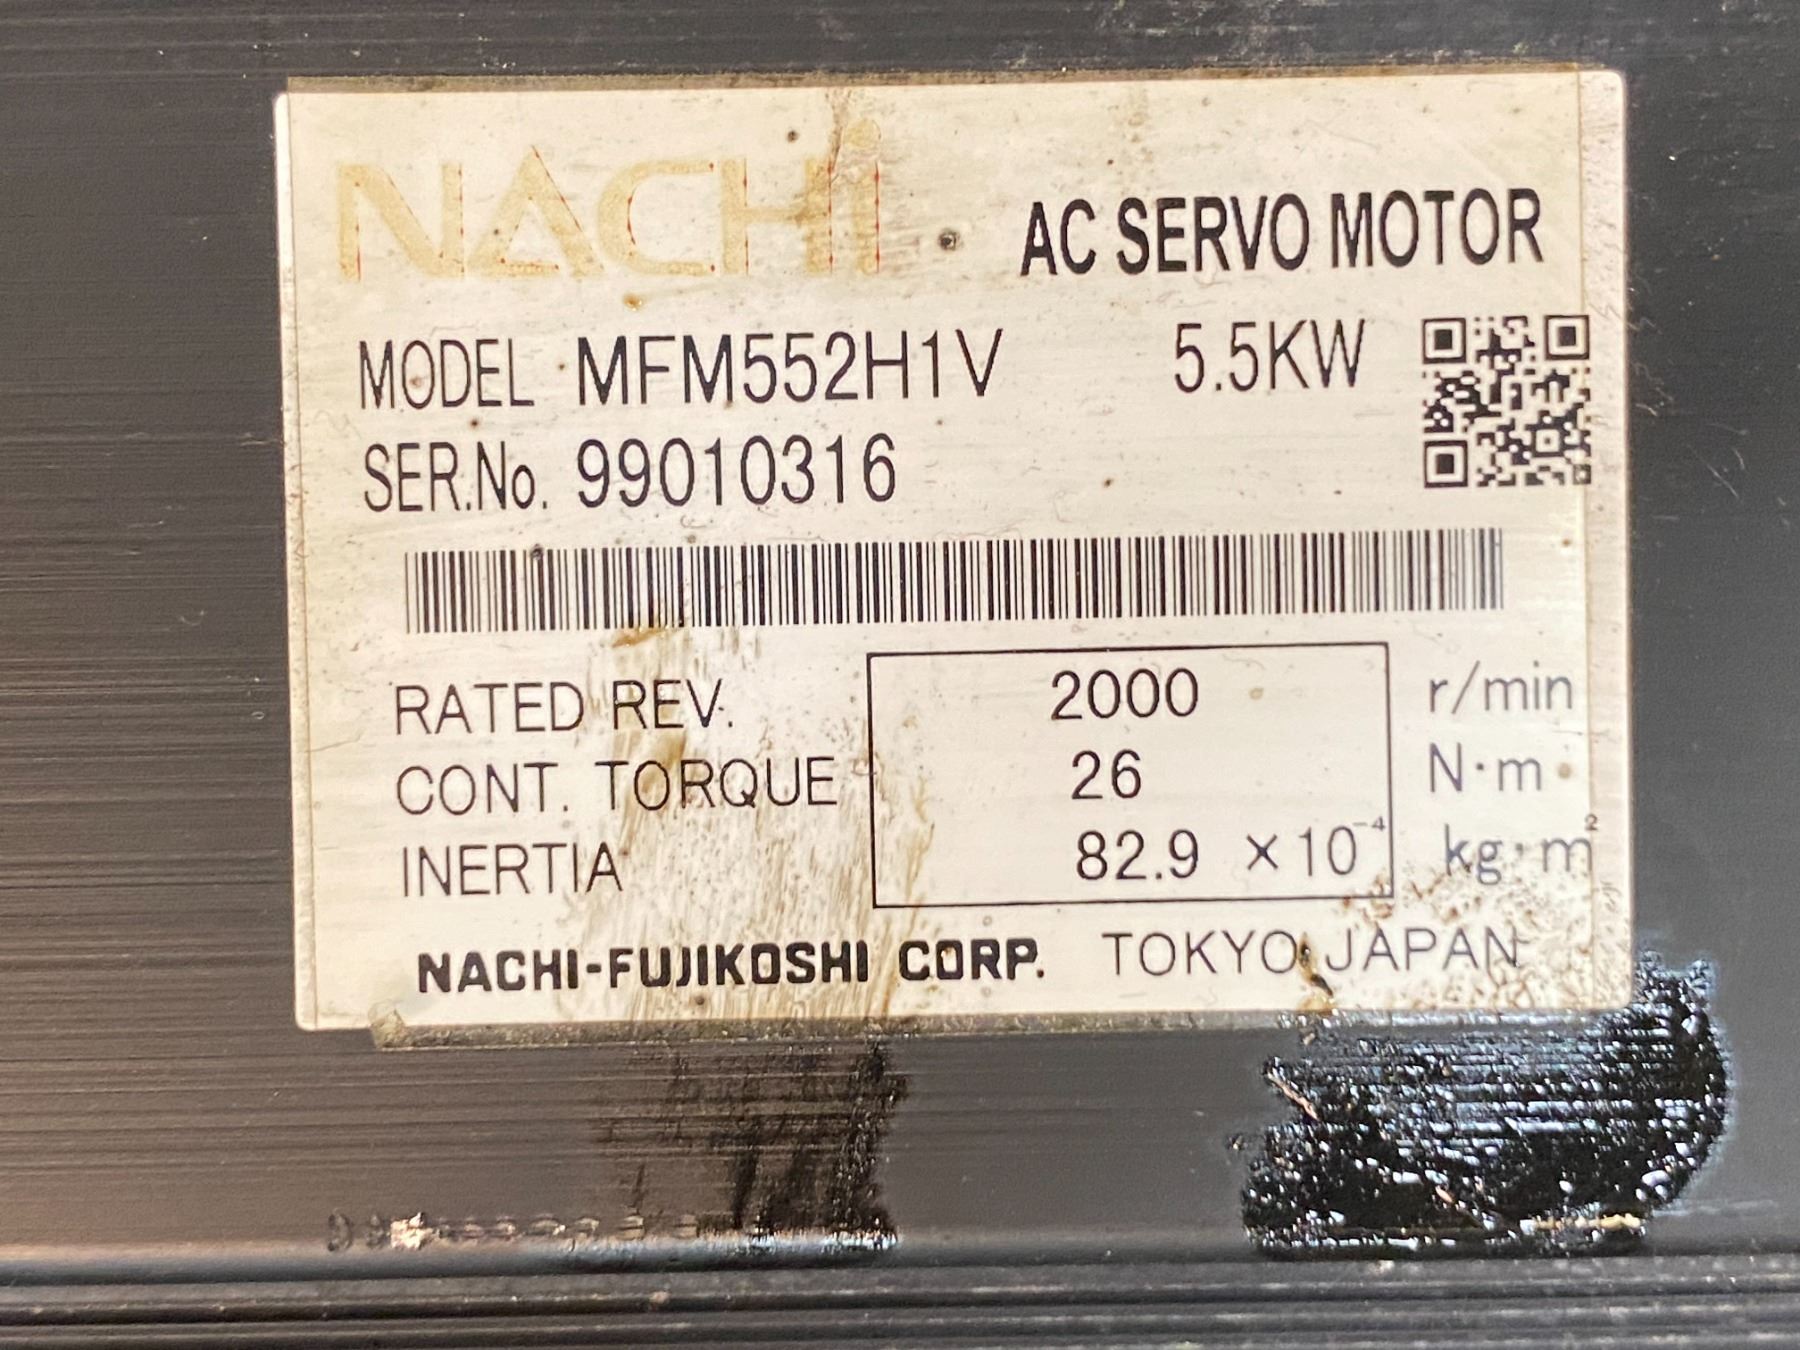 NACHi AC SERVO MOTOR
MODEL MFM552H1V 5.5KW
SER.No. 99010316
RATED REV. 2000 r/min
CONT. TORQUE 26 N·m
INERTIA 82.9 ×10⁻⁴ kg·m²
NACHI-FUJIKOSHI CORP. TOKYO, JAPAN